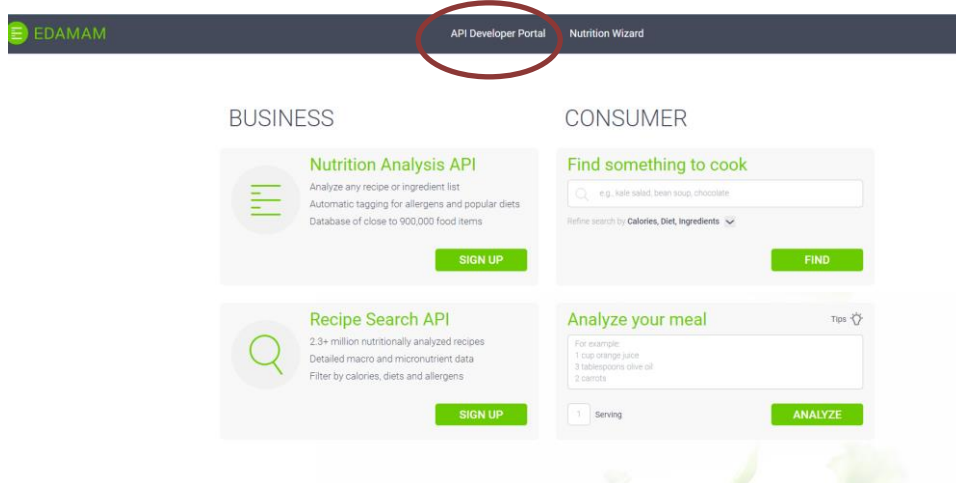 EDAMAM
API Developer Portal
Nutrition Wizard
BUSINESS
Nutrition Analysis API
Analyze any recipe or ingredient list
Automatic tagging for allergens and popular diets
Database of close to 900,000 food items
SIGN UP
Recipe Search API
2.3+ million nutritionally analyzed recipes
Detailed macro and micronutrient data
Filter by calories, diets and allergens
SIGN UP
CONSUMER
Find something to cook
e.g., kale salad, bean soup, chocolate
Refine search by Calories, Diet, Ingredients
FIND
Analyze your meal
Tips
For example:
1 cup orange juice
3 tablespoons olive oil
2 carrots
1 Serving
ANALYZE